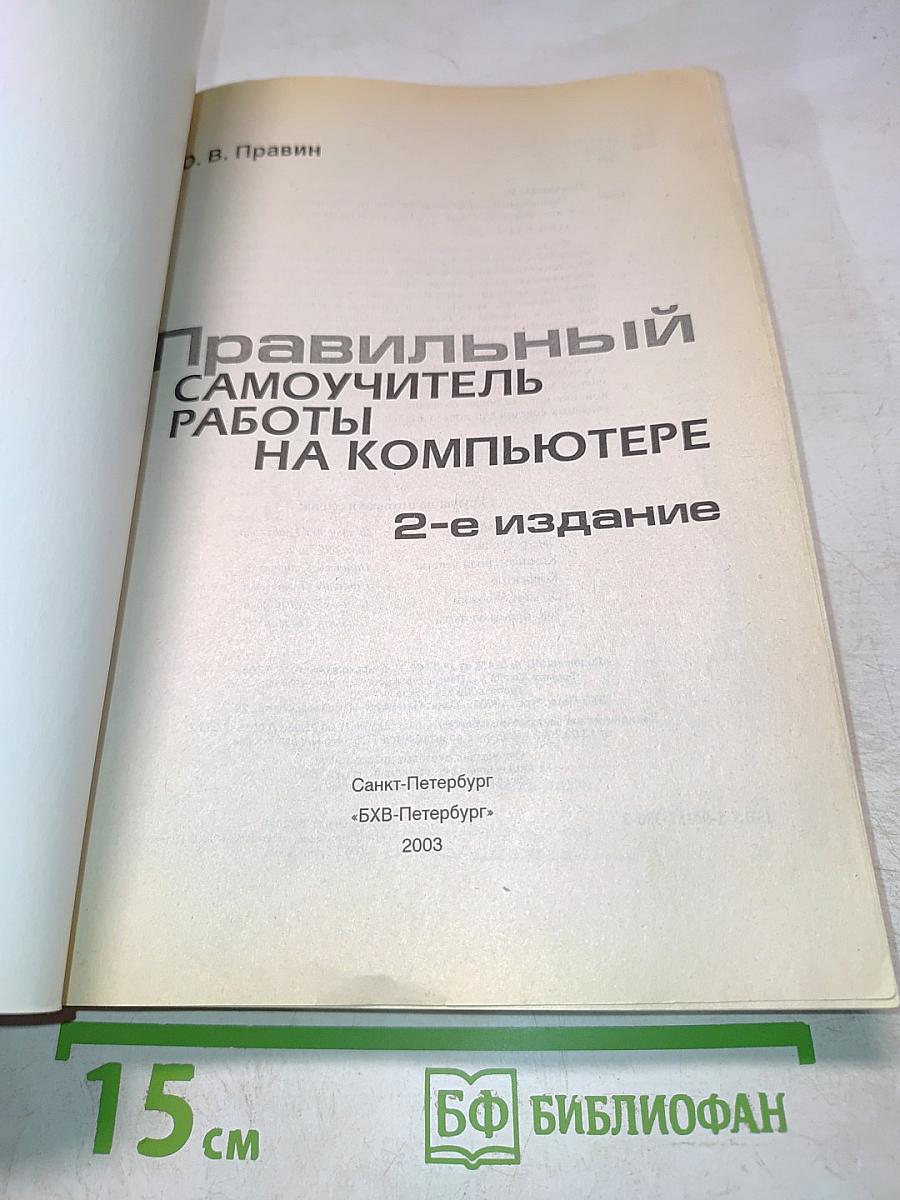 О. В. Правин
Правильный
САМОУЧИТЕЛЬ
РАБОТЫ
НА КОМПЬЮТЕРЕ
2-е издание
Санкт-Петербург
«БХВ-Петербург»
2003
15 см
БФ БИБЛИОФАН